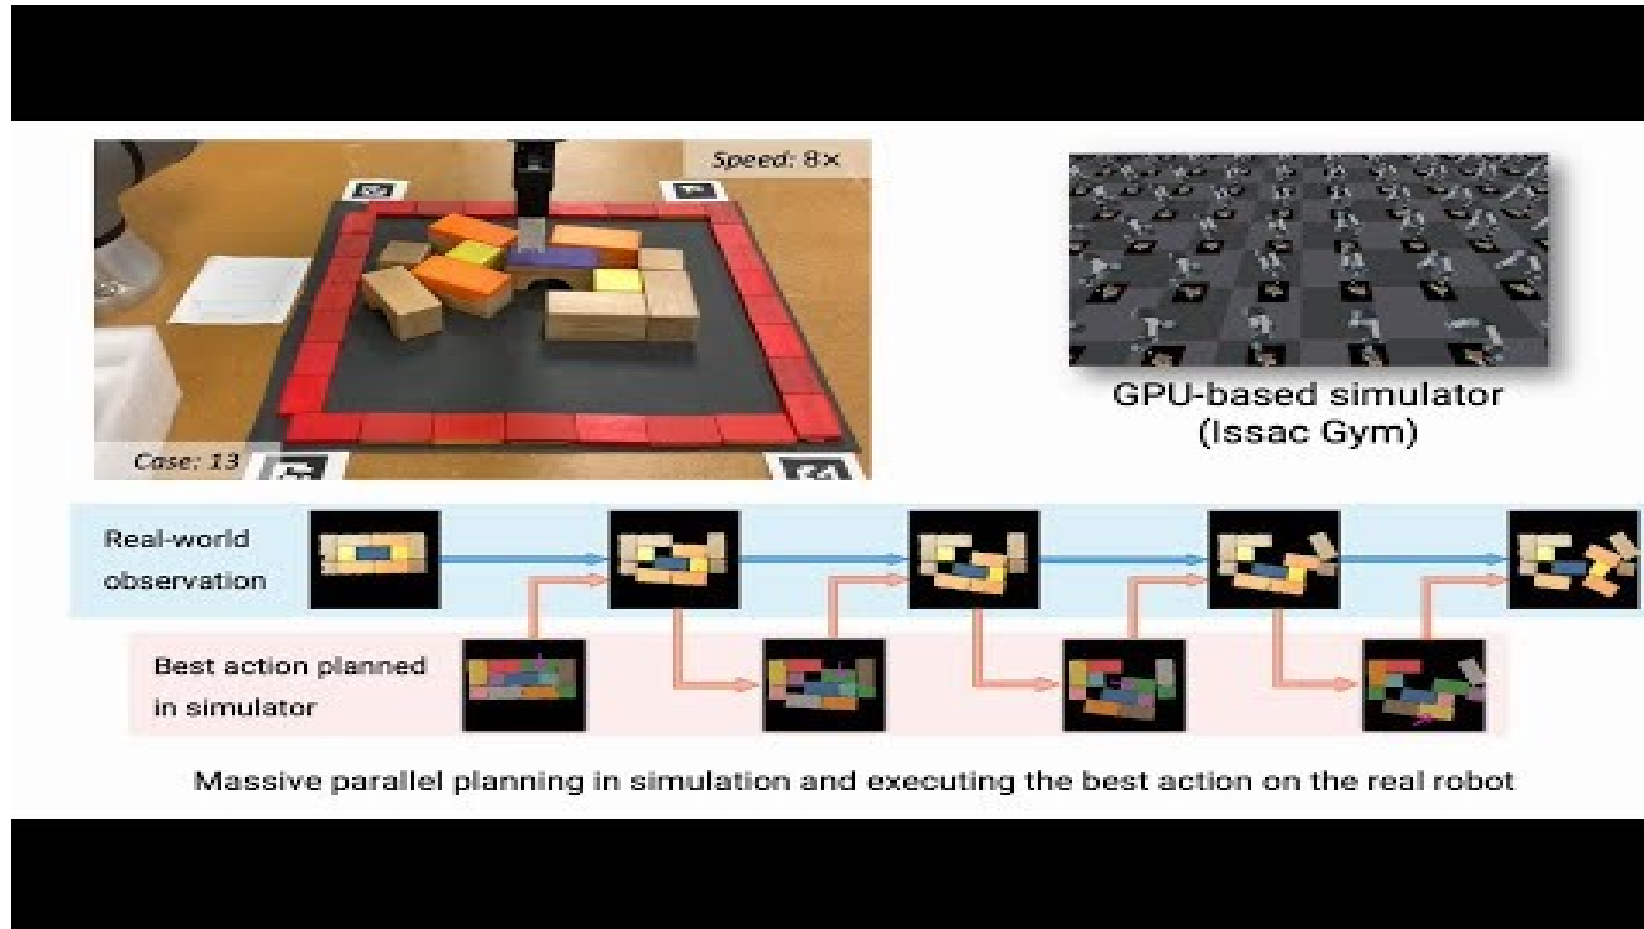 Speed: 8×
Case: 13
GPU-based simulator
(Issac Gym)
Real-world
observation
Best action planned
in simulator
Massive parallel planning in simulation and executing the best action on the real robot